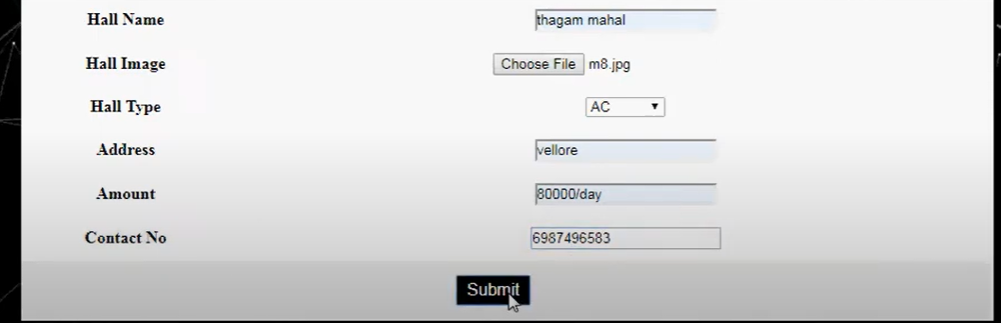 Hall Name thagam mahal
Hall Image Choose File m8.jpg
Hall Type AC
Address vellore
Amount 80000/day
Contact No 6987496583
Submit